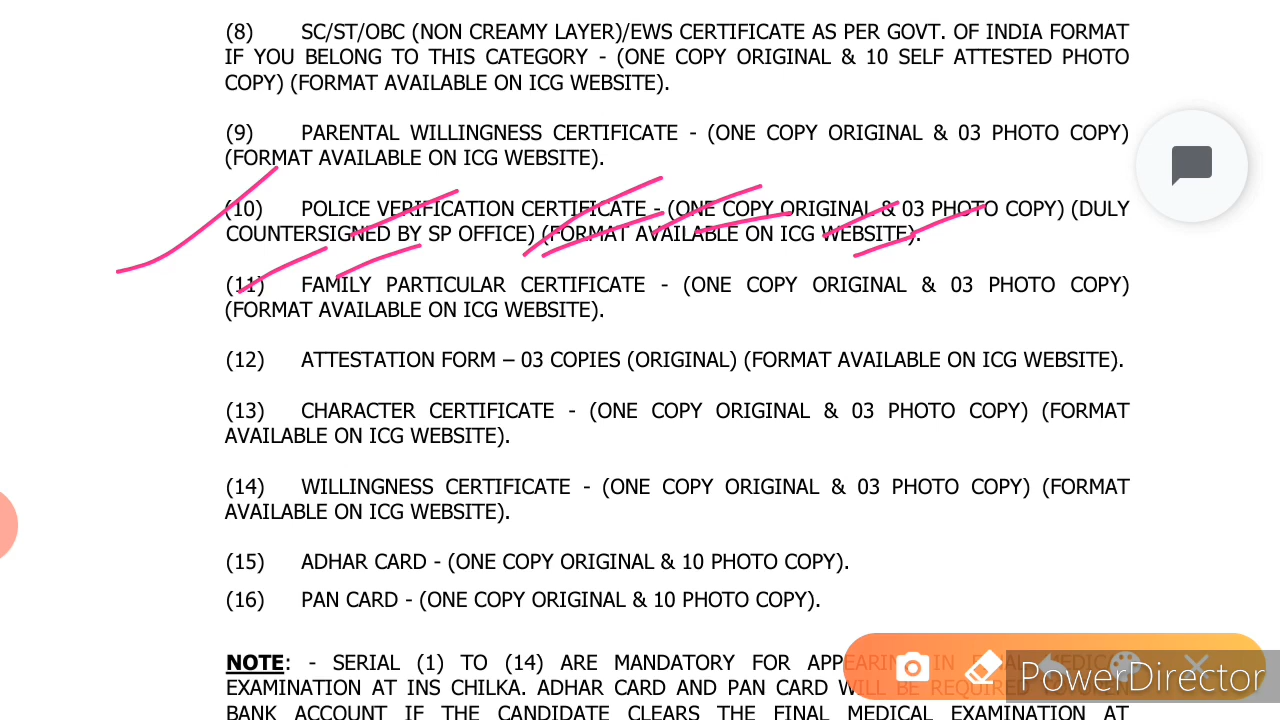 (8) SC/ST/OBC (NON CREAMY LAYER)/EWS CERTIFICATE AS PER GOVT. OF INDIA FORMAT
IF YOU BELONG TO THIS CATEGORY - (ONE COPY ORIGINAL & 10 SELF ATTESTED PHOTO
COPY) (FORMAT AVAILABLE ON ICG WEBSITE).
(9) PARENTAL WILLINGNESS CERTIFICATE - (ONE COPY ORIGINAL & 03 PHOTO COPY)
(FORMAT AVAILABLE ON ICG WEBSITE).
(10) POLICE VERIFICATION CERTIFICATE - (ONE COPY ORIGINAL & 03 PHOTO COPY) (DULY
COUNTERSIGNED BY SP OFFICE) (FORMAT AVAILABLE ON ICG WEBSITE).
(11) FAMILY PARTICULAR CERTIFICATE - (ONE COPY ORIGINAL & 03 PHOTO COPY)
(FORMAT AVAILABLE ON ICG WEBSITE).
(12) ATTESTATION FORM – 03 COPIES (ORIGINAL) (FORMAT AVAILABLE ON ICG WEBSITE).
(13) CHARACTER CERTIFICATE - (ONE COPY ORIGINAL & 03 PHOTO COPY) (FORMAT
AVAILABLE ON ICG WEBSITE).
(14) WILLINGNESS CERTIFICATE - (ONE COPY ORIGINAL & 03 PHOTO COPY) (FORMAT
AVAILABLE ON ICG WEBSITE).
(15) ADHAR CARD - (ONE COPY ORIGINAL & 10 PHOTO COPY).
(16) PAN CARD - (ONE COPY ORIGINAL & 10 PHOTO COPY).
NOTE: - SERIAL (1) TO (14) ARE MANDATORY FOR APPEARING IN
EXAMINATION AT INS CHILKA. ADHAR CARD AND PAN CARD WILL BE REQUIRED
BANK ACCOUNT IF THE CANDIDATE CLEARS THE FINAL MEDICAL EXAMINATION AT
PowerDirector